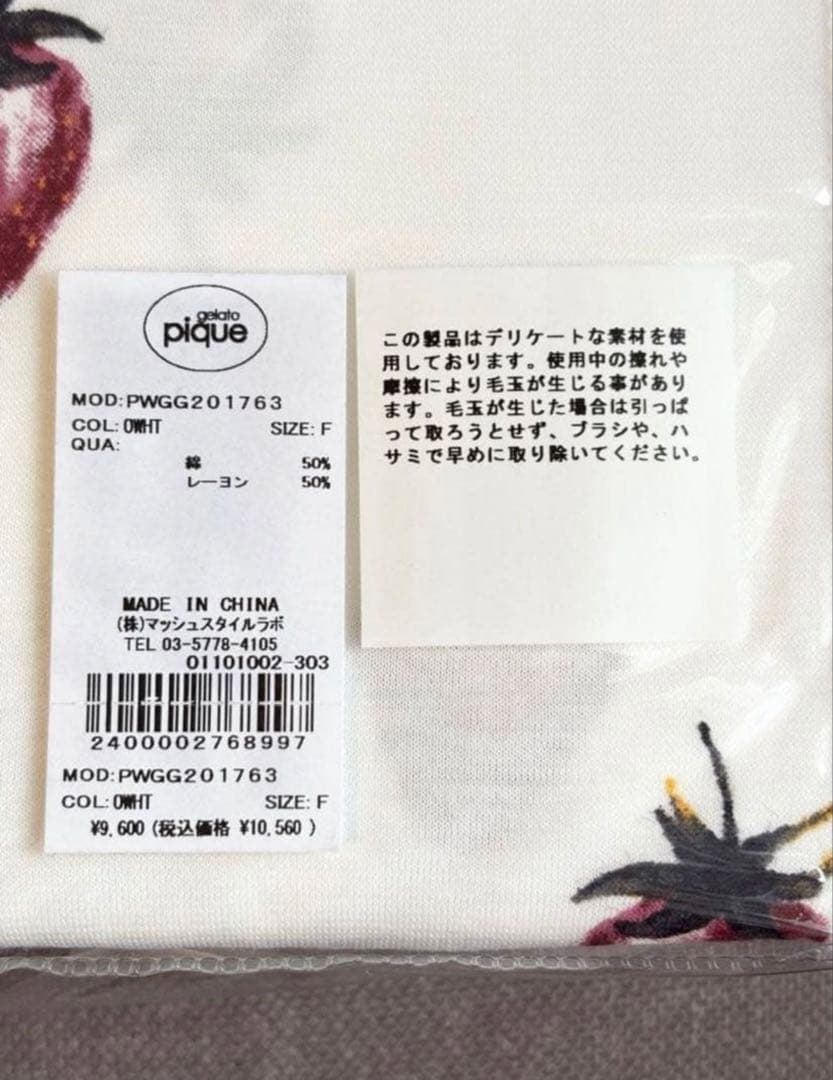 gelato
pique
MOD:PWGG201763
COL:OWHT SIZE:F
QUA:
綿 50%
レーヨン 50%
MADE IN CHINA
(株)マッシュスタイルラボ
TEL 03-5778-4105
01101002-303
2400002768997
MOD:PWGG201763
COL:OWHT SIZE:F
¥9,600(税込価格 ¥10,560 )
この製品はデリケートな素材を使
用しております。使用中の擦れや
摩擦により毛玉が生じる事があり
ます。毛玉が生じた場合は引っぱ
って取ろうとせず、ブラシや、ハ
サミで早めに取り除いてください。